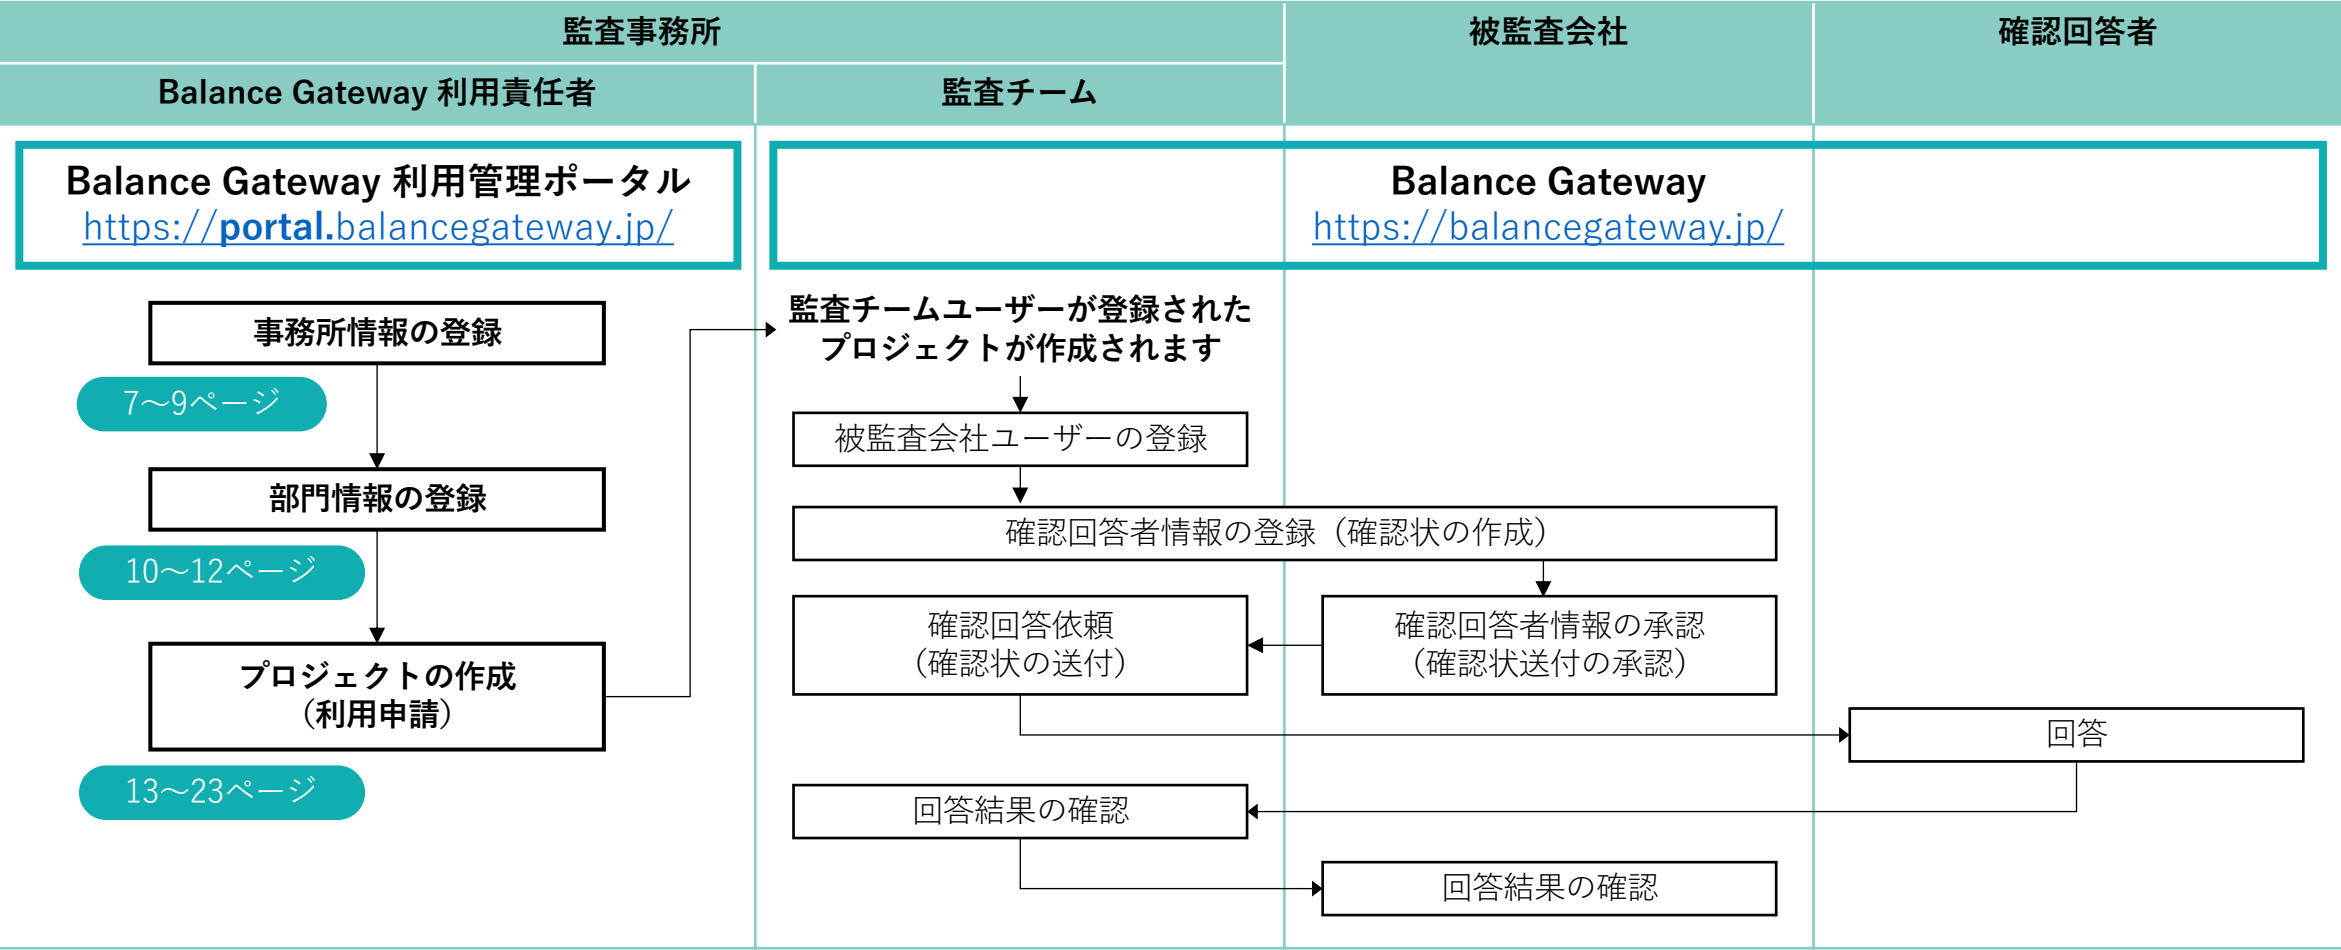 監査事務所
被監査会社
確認回答者
Balance Gateway 利用責任者
監査チーム
Balance Gateway 利用管理ポータル
https://portal.balancegateway.jp/
Balance Gateway
https://balancegateway.jp/
事務所情報の登録
7～9ページ
部門情報の登録
10～12ページ
プロジェクトの作成
（利用申請）
13～23ページ
監査チームユーザーが登録された
プロジェクトが作成されます
被監査会社ユーザーの登録
確認回答者情報の登録（確認状の作成）
確認回答者情報の承認
（確認状送付の承認）
確認回答依頼
（確認状の送付）
回答
回答結果の確認
回答結果の確認